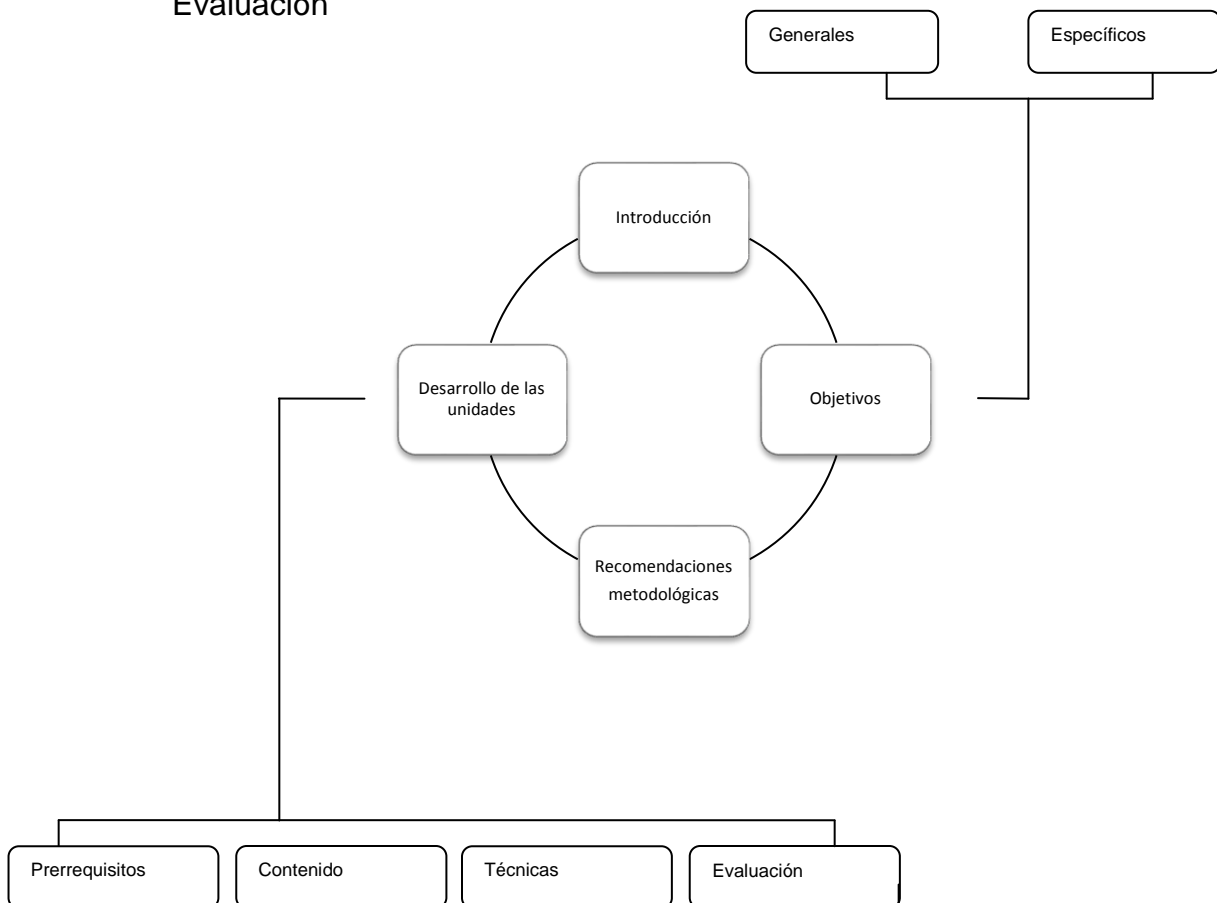 Evaluación
Generales
Específicos
Introducción
Desarrollo de las
unidades
Objetivos
Recomendaciones
metodológicas
Prerrequisitos
Contenido
Técnicas
Evaluación